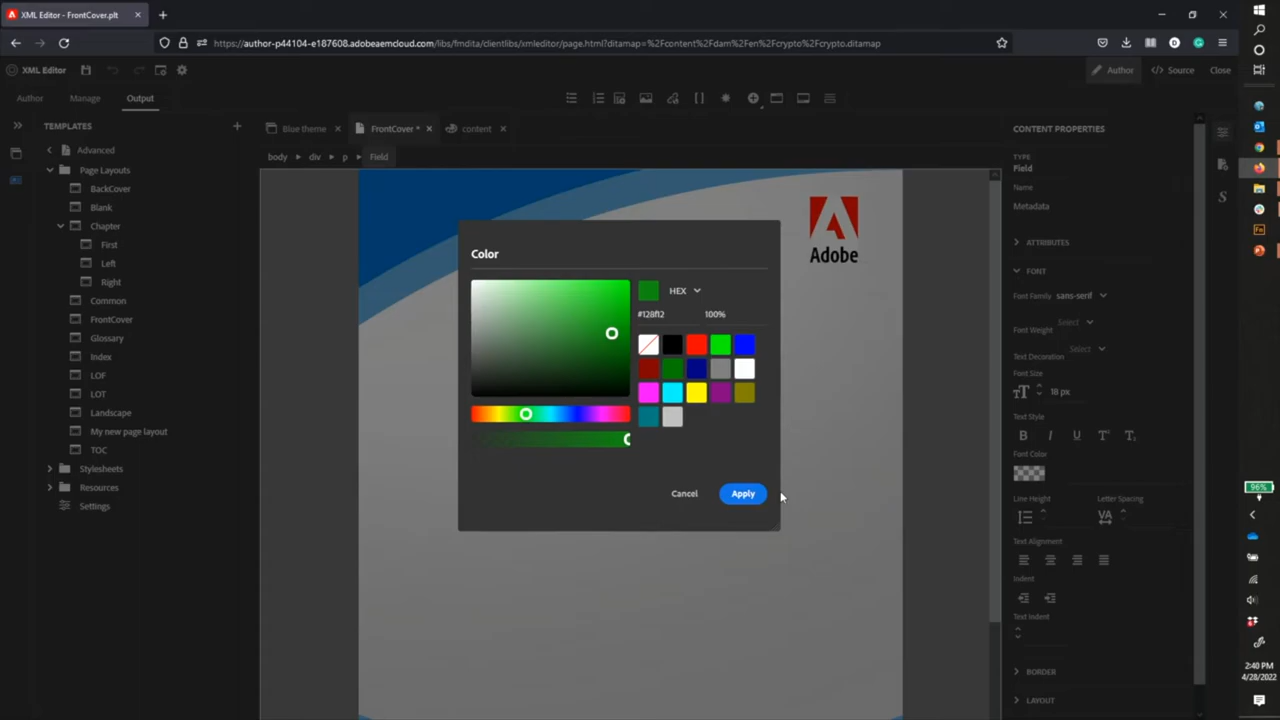 XML Editor - FrontCover.plt
https://author-p44104-e187608.adobeaemcloud.com/libs/fmdita/clientlibs/xmleditor/page.html?ditamap=%2Fcontent%2Fdam%2Fen%2Fcrypto%2Fcrypto.ditamap
XML Editor
Author
Source
Close
Author
Manage
Output
TEMPLATES
Advanced
Page Layouts
BackCover
Blank
Chapter
First
Left
Right
Common
FrontCover
Glossary
Index
LOF
LOT
Landscape
My new page layout
TOC
Stylesheets
Resources
Settings
Blue theme
FrontCover *
content
body
div
p
Field
Adobe
Color
HEX
100%
Cancel
Apply
CONTENT PROPERTIES
TYPE
Field
Name
Metadata
ATTRIBUTES
FONT
Font Family sans-serif
Font Weight Select
Text Decoration Select
Font Size
18 px
Text Style
B I U
Font Color
Line Height Letter Spacing
Text Alignment
Indent
Text Indent
BORDER
LAYOUT
96%
2:40 PM
4/28/2022